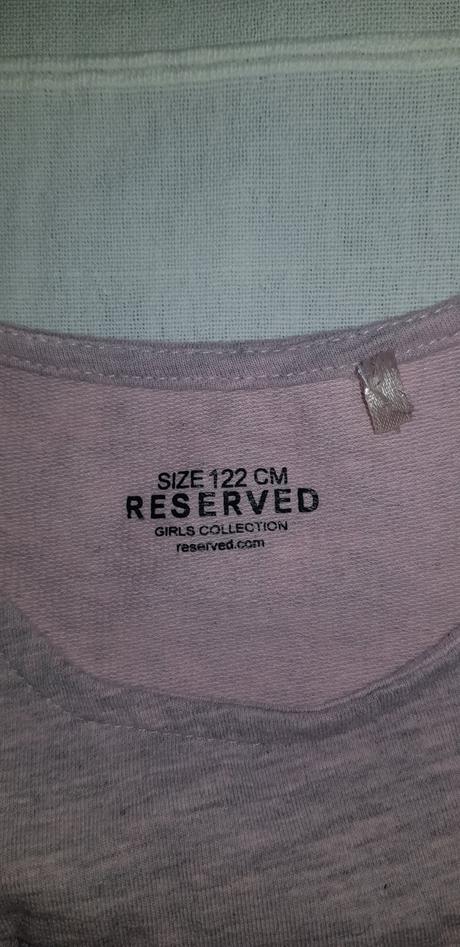 SIZE 122 CM
RESERVED
GIRLS COLLECTION
reserved.com